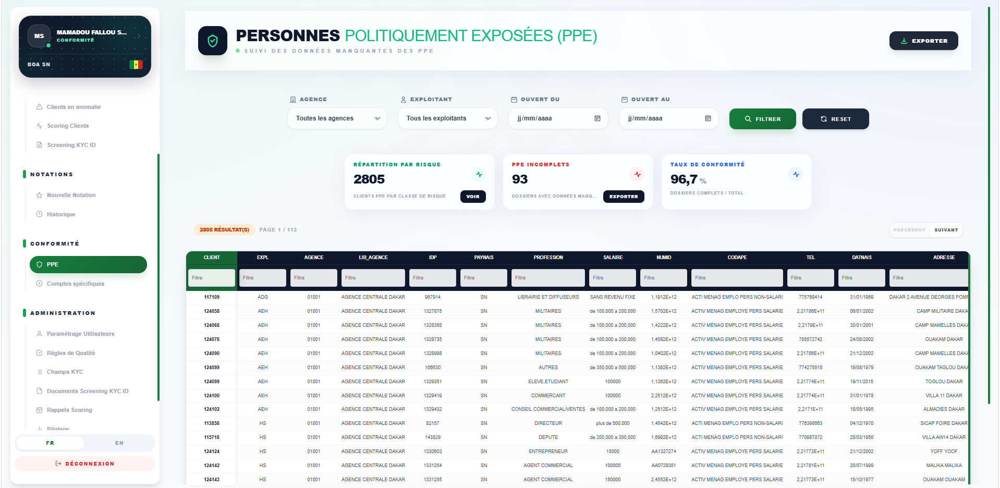 MS
MAMADOU FALLOU S...
CONFORMITÉ
BOA SN
Clients en anomalie
Scoring Clients
Screening KYC ID
NOTATIONS
Nouvelle Notation
Historique
CONFORMITÉ
PPE
Comptes spécifiques
ADMINISTRATION
Paramétrage Utilisateurs
Règles de Qualité
Champs KYC
Documents Screening KYC ID
Rappels Scoring
Pilotage
FR EN
DÉCONNEXION
PERSONNES POLITIQUEMENT EXPOSÉES (PPE)
SUIVI DES DONNÉES MANQUANTES DES PPE
EXPORTER
AGENCE EXPLOITANT OUVERT DU OUVERT AU
Toutes les agences Tous les exploitants jj/mm/aaaa jj/mm/aaaa FILTRER RESET
RÉPARTITION PAR RISQUE
2805
CLIENTS PPE PAR CLASSE DE RISQUE VOIR
PPE INCOMPLETS
93
DOSSIERS AVEC DONNÉES MANQ... EXPORTER
TAUX DE CONFORMITÉ
96,7 %
DOSSIERS COMPLETS / TOTAL
2805 RÉSULTAT(S) PAGE 1 / 113 PRÉCÉDENT SUIVANT
CLIENT EXPL AGENCE LIB_AGENCE IDP PAYNAIS PROFESSION SALAIRE NUMID CODAPE TEL DATNAIS ADRESSE
Filtre Filtre Filtre Filtre Filtre Filtre Filtre Filtre Filtre Filtre Filtre Filtre Filtre
117109 ADG 01001 AGENCE CENTRALE DAKAR 967914 SN LIBRAIRIE ET DIFFUSEURS SANS REVENU FIXE 1,1912E+12 ACTI MENAG EMPLO PERS NON-SALARI 775768414 31/01/1969 DAKAR 2 AVENUE GEORGES POMP
124058 AEH 01001 AGENCE CENTRALE DAKAR 1327875 SN MILITAIRES de 100,000 a 200,000 1,5702E+12 ACTIV MENAG EMPLOYE PERS SALARIE 2,21786E+11 06/01/2002 CAMP MILITAIRE DAKA
124068 AEH 01001 AGENCE CENTRALE DAKAR 1328368 SN MILITAIRES de 100,000 a 200,000 1,4222E+12 ACTIV MENAG EMPLOYE PERS SALARIE 2,2179E+11 30/01/2001 CAMP MAMELLES DAKA
124078 AEH 01001 AGENCE CENTRALE DAKAR 1328735 SN MILITAIRES de 100,000 a 200,000 1,4582E+12 ACTIV MENAG EMPLOYE PERS SALARIE 785572742 24/08/2002 OUAKAM DAKAR
124090 AEH 01001 AGENCE CENTRALE DAKAR 1328998 SN MILITAIRES de 100,000 a 200,000 1,0402E+12 ACTIV MENAG EMPLOYE PERS SALARIE 2,21786E+11 21/12/2002 CAMP MAMELLES DAKA
124099 AEH 01001 AGENCE CENTRALE DAKAR 106630 SN AUTRES de 350,000 a 500,000 1,1362E+12 ACTIV MENAG EMPLOYE PERS SALARIE 774275518 19/08/1979 OUAKAM TAGLOU DAKA
124099 AEH 01001 AGENCE CENTRALE DAKAR 1329351 SN ELEVE,ETUDIANT 100000 1,1362E+12 ACTIV MENAG EMPLOYE PERS SALARIE 2,21774E+11 19/11/2015 TOGLOU DAKAR
124100 AEH 01001 AGENCE CENTRALE DAKAR 1329419 SN COMMERCANT 100000 2,2512E+12 ACTIV MENAG EMPLOYE PERS SALARIE 2,21774E+11 31/01/1978 VILLA 11 DAKAR
124102 AEH 01001 AGENCE CENTRALE DAKAR 1329432 SN CONSEIL COMMERCIAL/VENTES de 100,000 a 200,000 1,2512E+12 ACTIV MENAG EMPLOYE PERS SALARIE 2,2171E+11 18/05/1995 ALMADIES DAKAR
113858 HS 01001 AGENCE CENTRALE DAKAR 82157 SN DIRECTEUR plus de 500,000 1,4542E+12 ACTI MENAG EMPLO PERS NON-SALARI 776398663 04/12/1970 SICAP FOIRE DAKAR
115718 HS 01001 AGENCE CENTRALE DAKAR 143829 SN DEPUTE de 200,000 a 350,000 1,6992E+12 ACTI MENAG EMPLO PERS NON-SALARI 770987072 28/03/1956 VILLA AW14 DAKAR
124124 HS 01001 AGENCE CENTRALE DAKAR 1330603 SN ENTREPRENEUR 15000 AA1327274 ACTIV MENAG EMPLOYE PERS SALARIE 2,21773E+11 21/12/2002 YOFF YOOF
124142 HS 01001 AGENCE CENTRALE DAKAR 1331254 SN AGENT COMMERCIAL 100000 AA0729351 ACTIV MENAG EMPLOYE PERS SALARIE 2,21781E+11 20/07/1999 MALIKA MALIKA
124143 HS 01001 AGENCE CENTRALE DAKAR 1331255 SN AGENT COMMERCIAL 150000 2,4552E+12 ACTIV MENAG EMPLOYE PERS SALARIE 2,21773E+11 15/10/1977 OUAKAM OUAKAM